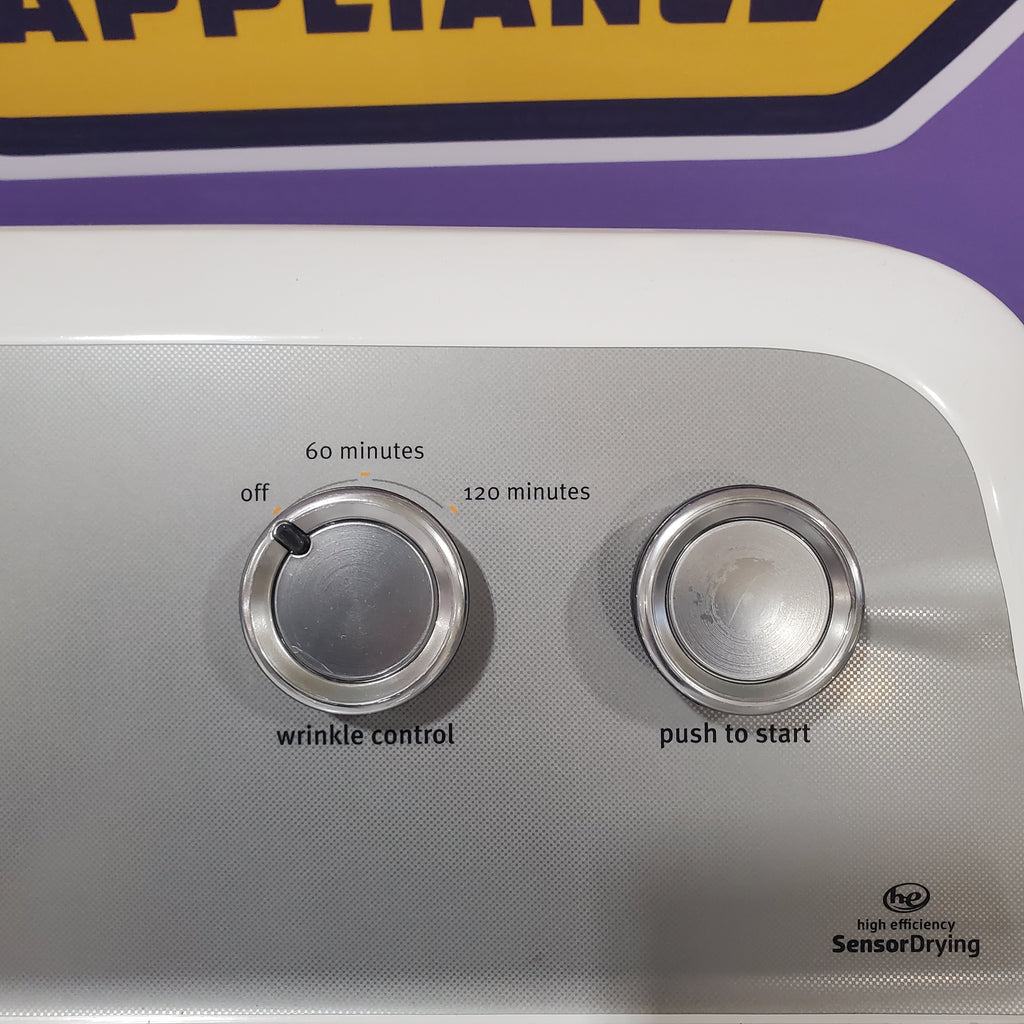 APPLIANCE
60 minutes
off
120 minutes
wrinkle control
push to start
he
high efficiency
SensorDrying